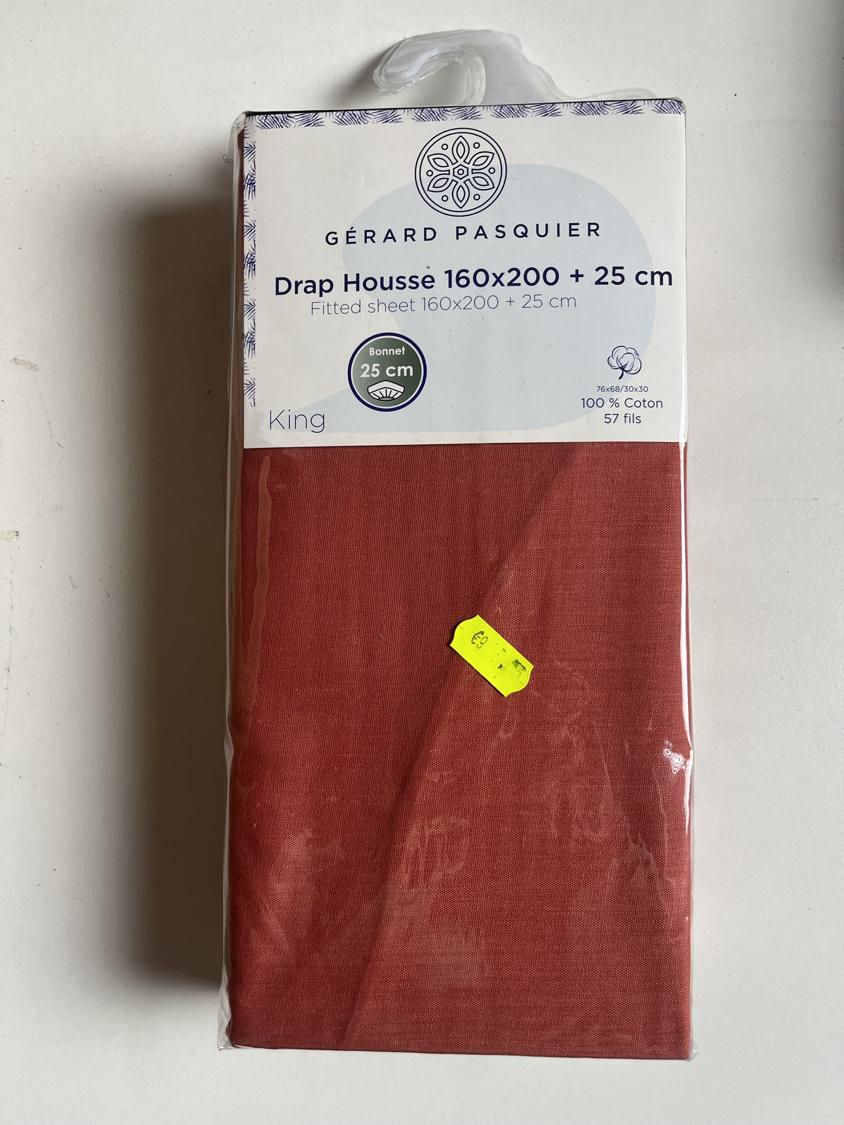 GÉRARD PASQUIER
Drap Housse 160x200 + 25 cm
Fitted sheet 160x200 + 25 cm
Bonnet
25 cm
76x68/30x30
100 % Coton
57 fils
King